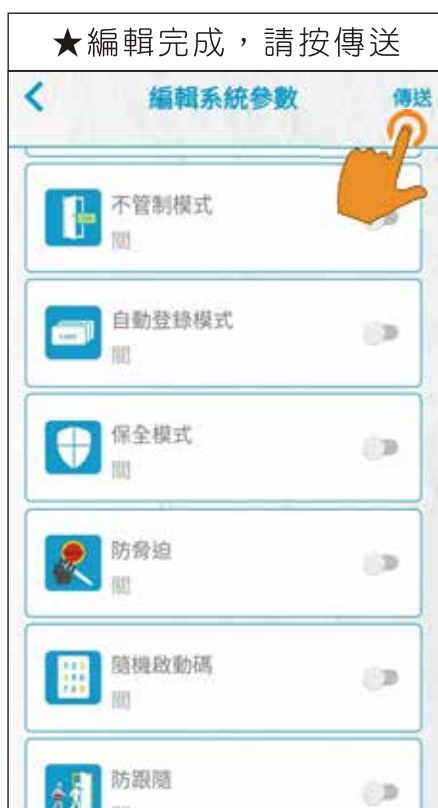 ★編輯完成，請按傳送
編輯系統參數 傳送
不管制模式
關
自動登錄模式
關
保全模式
關
防脅迫
關
隨機啟動碼
關
防跟隨